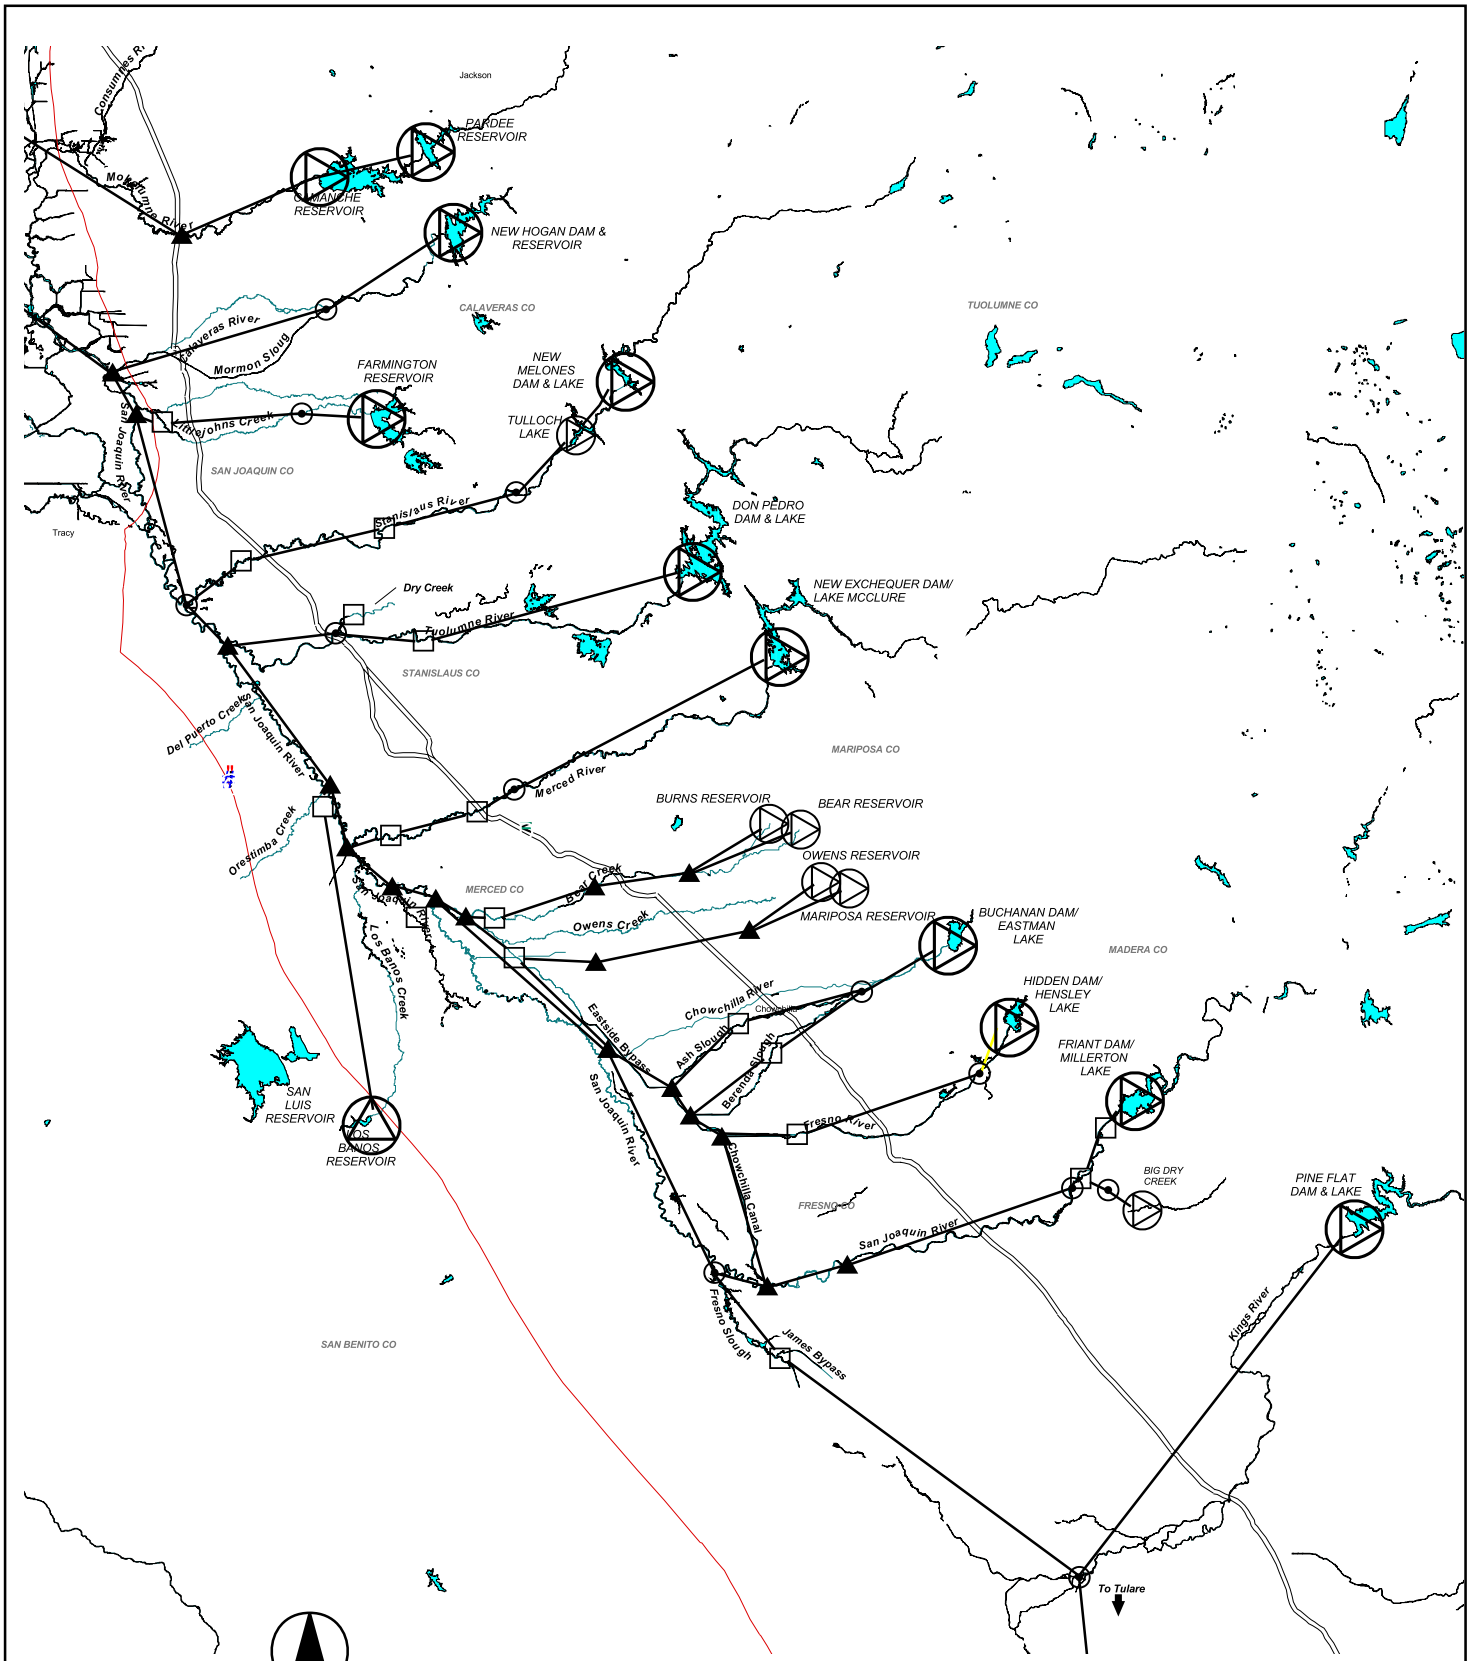 Consumnes Ri
Jackson
PARDEE
RESERVOIR
Mokelumne River
CAMANCHE
RESERVOIR
NEW HOGAN DAM &
RESERVOIR
CALAVERAS CO
TUOLUMNE CO
Calaveras River
Mormon Sloug
FARMINGTON
RESERVOIR
NEW
MELONES
DAM & LAKE
Littlejohns Creek
TULLOCH
LAKE
San Joaquin River
SAN JOAQUIN CO
Stanislaus River
DON PEDRO
DAM & LAKE
Tracy
Dry Creek
NEW EXCHEQUER DAM/
LAKE MCCLURE
Tuolumne River
STANISLAUS CO
Del Puerto Creek
San Joaquin River
MARIPOSA CO
Merced River
BURNS RESERVOIR
BEAR RESERVOIR
Orestimba Creek
OWENS RESERVOIR
Bear Creek
MERCED CO
San Joaquin River
Owens Creek
MARIPOSA RESERVOIR
BUCHANAN DAM/
EASTMAN
LAKE
MADERA CO
Los Banos Creek
HIDDEN DAM/
HENSLEY
LAKE
Chowchilla River
Chowchilla
Eastside Bypass
Ash Slough
Berenda Slough
FRIANT DAM/
MILLERTON
LAKE
SAN
LUIS
RESERVOIR
San Joaquin River
Fresno River
LOS
BANOS
RESERVOIR
Chowchilla Canal
BIG DRY
CREEK
PINE FLAT
DAM & LAKE
FRESNO CO
San Joaquin River
Fresno Slough
James Bypass
Kings River
SAN BENITO CO
To Tulare